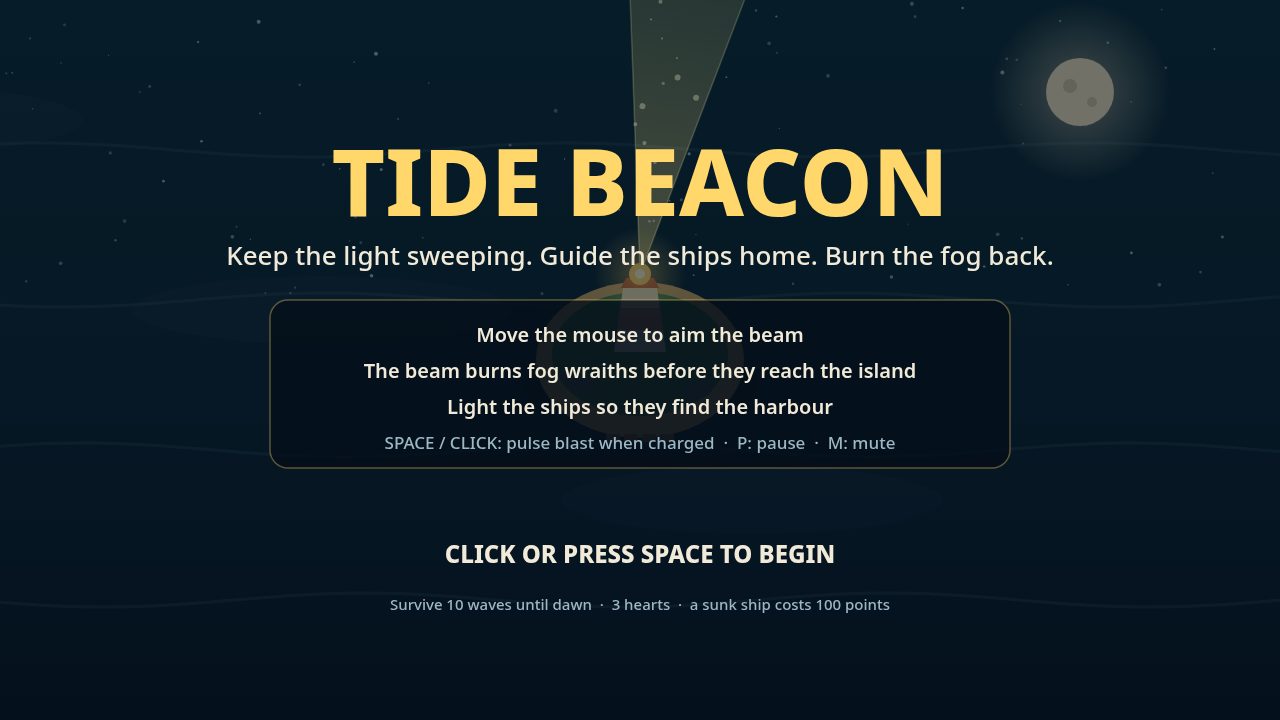 TIDE BEACON
Keep the light sweeping. Guide the ships home. Burn the fog back.
Move the mouse to aim the beam
The beam burns fog wraiths before they reach the island
Light the ships so they find the harbour
SPACE / CLICK: pulse blast when charged · P: pause · M: mute
CLICK OR PRESS SPACE TO BEGIN
Survive 10 waves until dawn · 3 hearts · a sunk ship costs 100 points